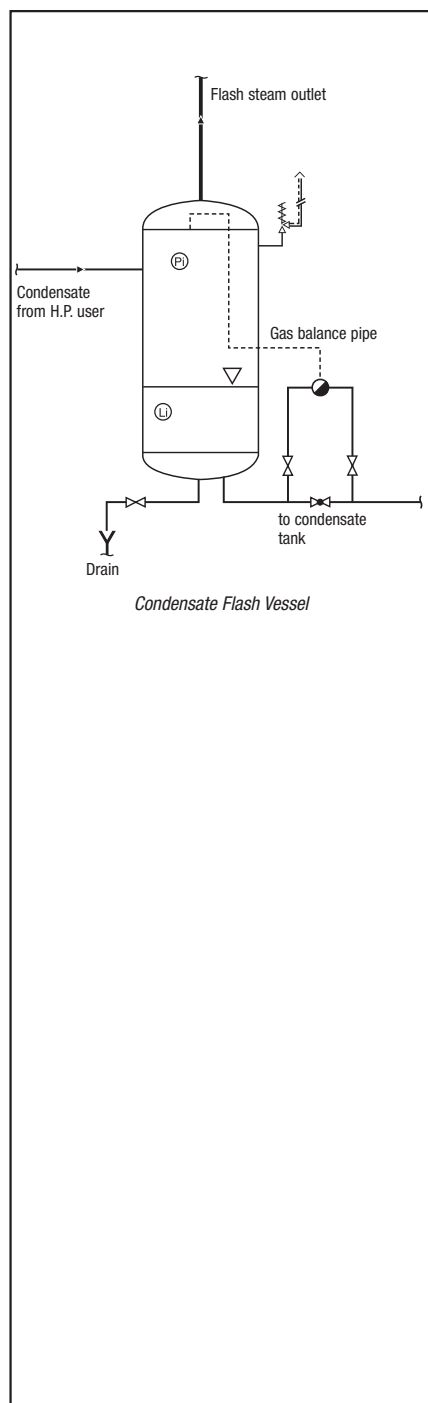 Flash steam outlet
Pi
Condensate
from H.P. user
Gas balance pipe
Li
to condensate
tank
Drain
Condensate Flash Vessel